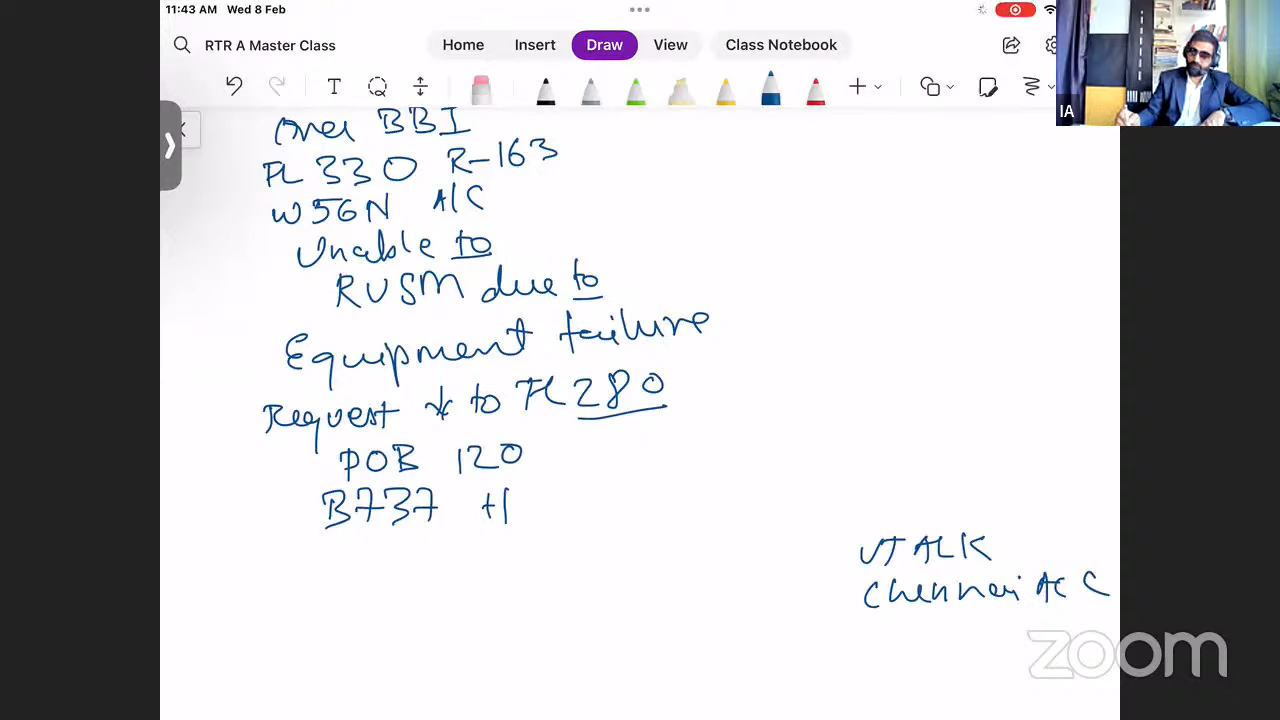 11:43 AM Wed 8 Feb
RTR A Master Class
Home Insert Draw View Class Notebook
T
IA
Over BBI
FL 330 R-163
W56N A/C
Unable to
RVSM due to
Equipment failure
Request ↓ to FL 280
POB 120
B737
VT ALK
Chennai ACC
zoom